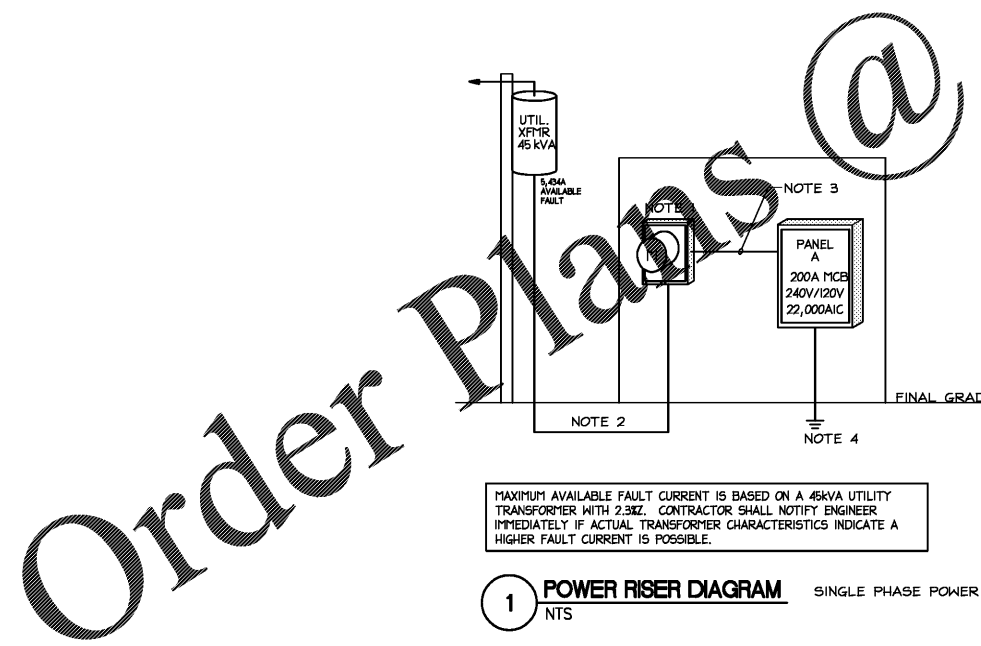 UTIL.
XFMR
45 kVA
5,434A
AVAILABLE
FAULT
NOTE 1
NOTE 3
M
PANEL
A
200A MCB
240V/120V
22,000AIC
FINAL GRAD
NOTE 2
NOTE 4
MAXIMUM AVAILABLE FAULT CURRENT IS BASED ON A 45kVA UTILITY
TRANSFORMER WITH 2.3%Z. CONTRACTOR SHALL NOTIFY ENGINEER
IMMEDIATELY IF ACTUAL TRANSFORMER CHARACTERISTICS INDICATE A
HIGHER FAULT CURRENT IS POSSIBLE.
1
POWER RISER DIAGRAM
NTS
SINGLE PHASE POWER
Order Plans @